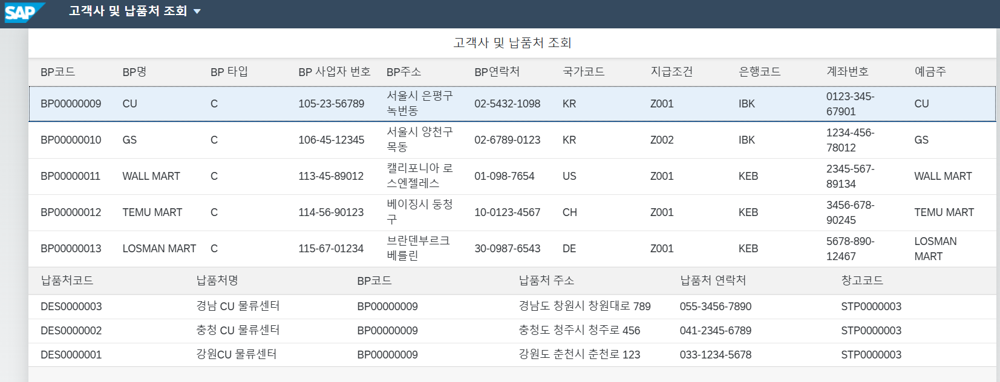 SAP 고객사 및 납품처 조회
고객사 및 납품처 조회
BP코드 BP명 BP 타입 BP 사업자 번호 BP주소 BP연락처 국가코드 지급조건 은행코드 계좌번호 예금주
BP00000009 CU C 105-23-56789 서울시 은평구 02-5432-1098 KR Z001 IBK 0123-345- CU
녹번동 67901
BP00000010 GS C 106-45-12345 서울시 양천구 02-6789-0123 KR Z002 IBK 1234-456- GS
목동 78012
BP00000011 WALL MART C 113-45-89012 캘리포니아 로 01-098-7654 US Z001 KEB 2345-567- WALL MART
스엔젤레스 89134
BP00000012 TEMU MART C 114-56-90123 베이징시 둥청 10-0123-4567 CH Z001 KEB 3456-678- TEMU MART
구 90245
BP00000013 LOSMAN MART C 115-67-01234 브란덴부르크 30-0987-6543 DE Z001 KEB 5678-890- LOSMAN
베를린 12467 MART
납품처코드 납품처명 BP코드 납품처 주소 납품처 연락처 창고코드
DES0000003 경남 CU 물류센터 BP00000009 경남도 창원시 창원대로 789 055-3456-7890 STP0000003
DES0000002 충청 CU 물류센터 BP00000009 충청도 청주시 청주로 456 041-2345-6789 STP0000003
DES0000001 강원CU 물류센터 BP00000009 강원도 춘천시 춘천로 123 033-1234-5678 STP0000003